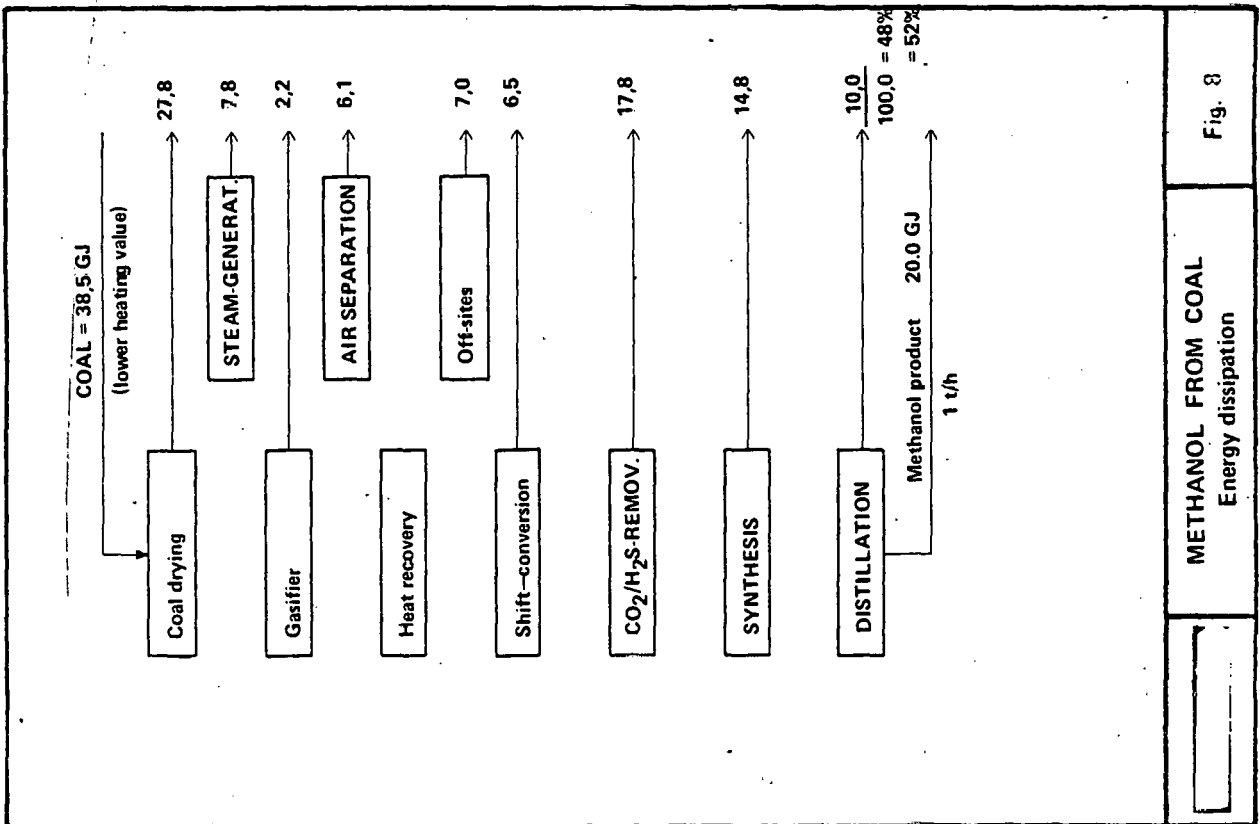 COAL = 38,5 GJ
(lower heating value)
Coal drying
27,8
STEAM-GENERAT.
7,8
Gasifier
2,2
AIR SEPARATION
6,1
Heat recovery
Off-sites
7,0
Shift–conversion
6,5
CO₂/H₂S-REMOV.
17,8
SYNTHESIS
14,8
DISTILLATION
10,0
100,0 = 48%
= 52%
Methanol product 20.0 GJ
1 t/h
METHANOL FROM COAL
Energy dissipation
Fig. 8